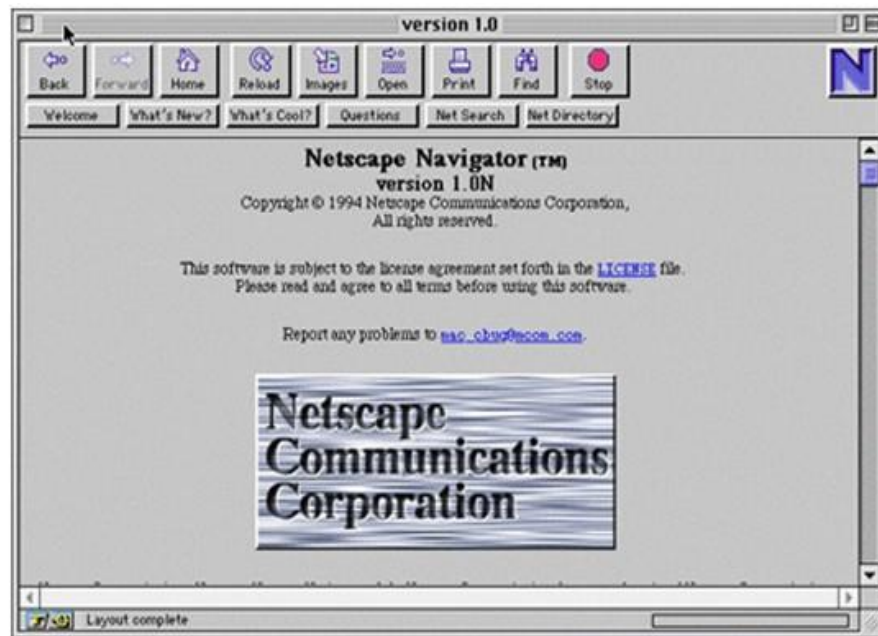 version 1.0
Back Forward Home Reload Images Open Print Find Stop
N
Welcome What's New? What's Cool? Questions Net Search Net Directory
Netscape Navigator (TM)
version 1.0N
Copyright © 1994 Netscape Communications Corporation,
All rights reserved.
This software is subject to the license agreement set forth in the LICENSE file.
Please read and agree to all terms before using this software.
Report any problems to mac_cbug@mcom.com.
Netscape
Communications
Corporation
Layout complete